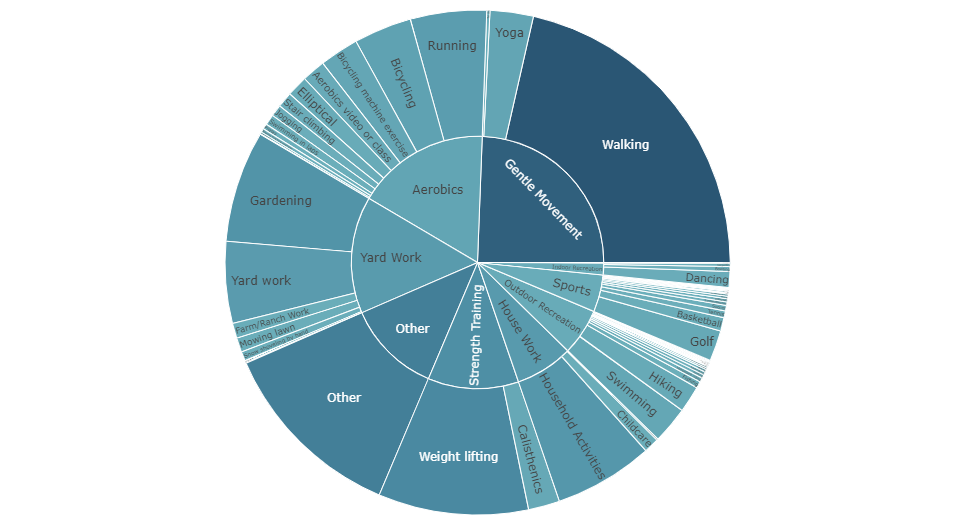 Yoga
Running
Bicycling
Bicycling machine exercise
Aerobics video or class
Elliptical
Stair climbing
Jogging
Walking
Gentle Movement
Aerobics
Gardening
Yard Work
Yard work
Farm/Ranch Work
Mowing lawn
Other
Other
Strength Training
Weight lifting
Calisthenics
House Work
Household Activities
Childcare
Outdoor Recreation
Swimming
Hiking
Sports
Golf
Basketball
Indoor Recreation
Dancing